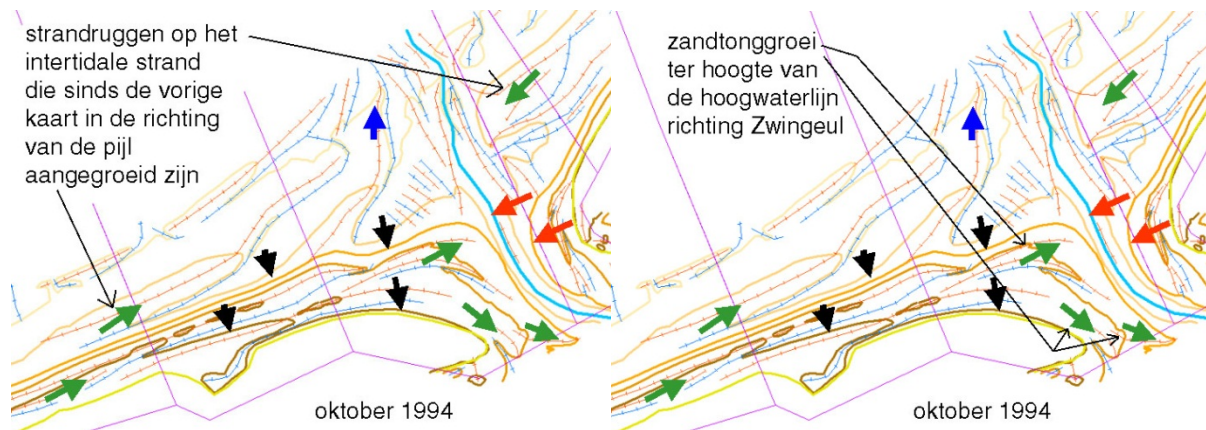 strandruggen op het
intertidale strand
die sinds de vorige
kaart in de richting
van de pijl
aangegroeid zijn
oktober 1994
zandtonggroei
ter hoogte van
de hoogwaterlijn
richting Zwingeul
oktober 1994